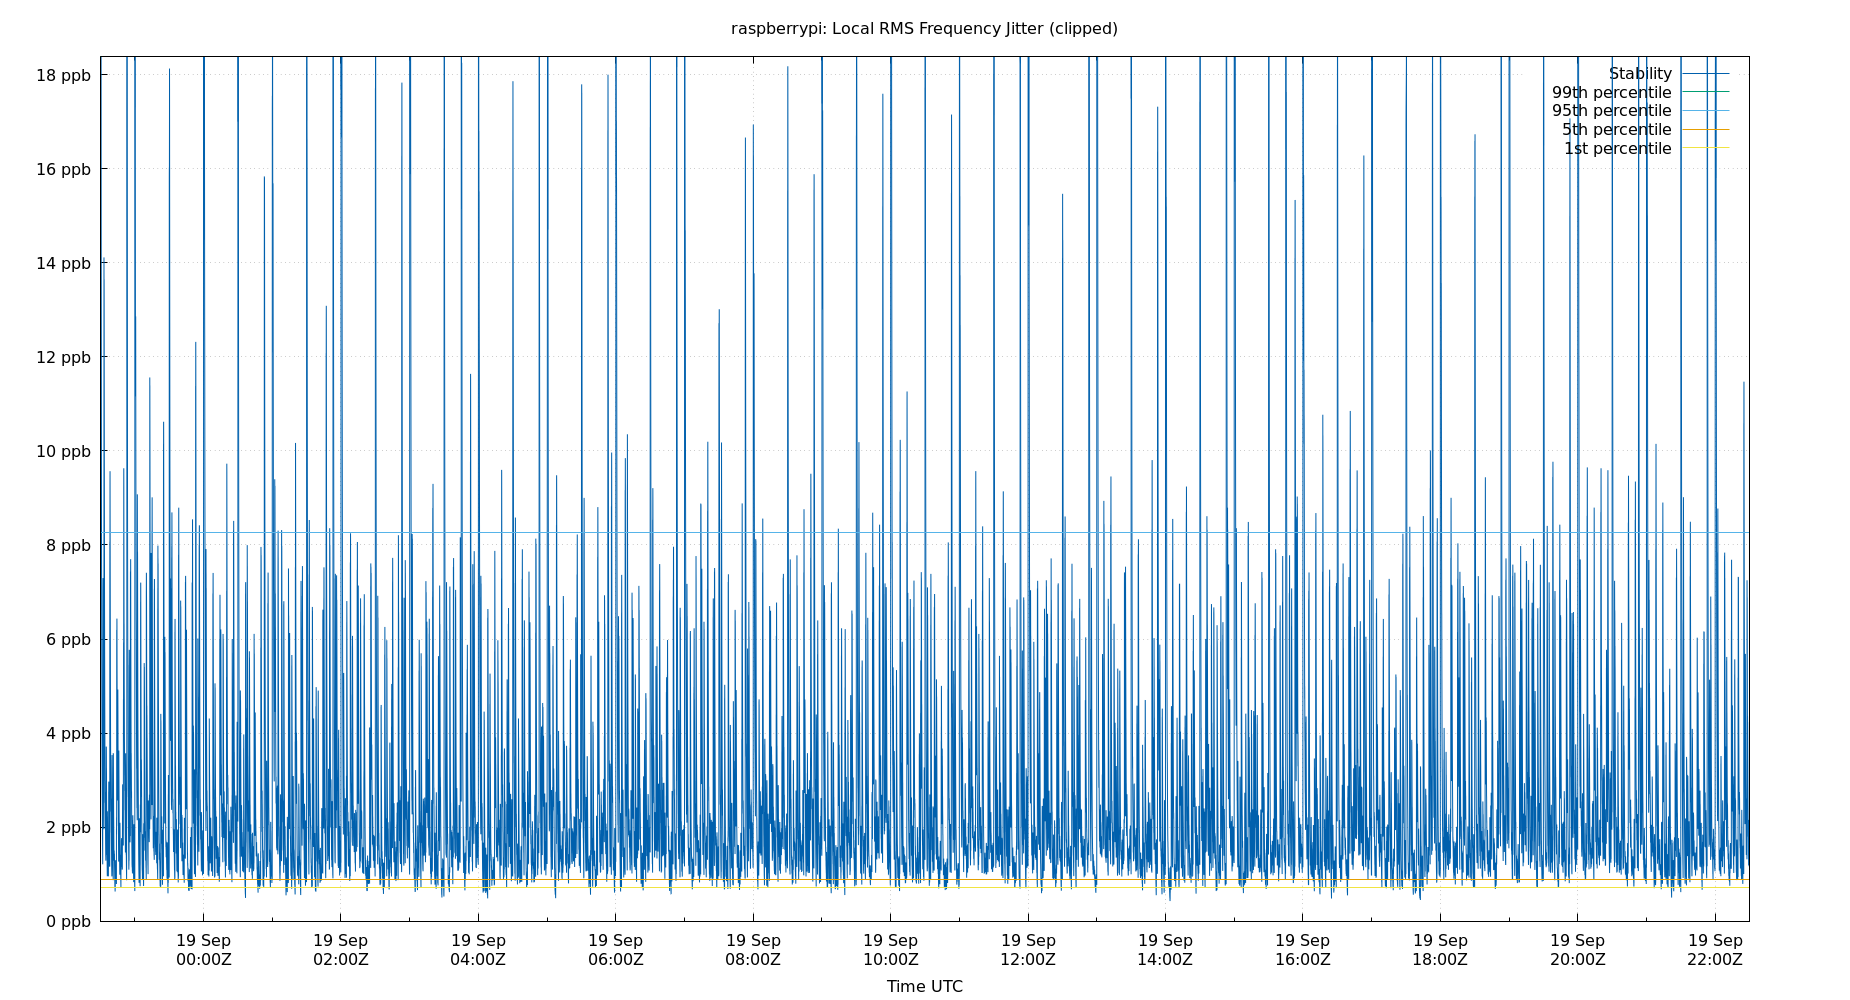 raspberrypi: Local RMS Frequency Jitter (clipped)
18 ppb
16 ppb
14 ppb
12 ppb
10 ppb
8 ppb
6 ppb
4 ppb
2 ppb
0 ppb
Stability
99th percentile
95th percentile
5th percentile
1st percentile
19 Sep 19 Sep 19 Sep 19 Sep 19 Sep 19 Sep 19 Sep 19 Sep 19 Sep 19 Sep 19 Sep 19 Sep
00:00Z 02:00Z 04:00Z 06:00Z 08:00Z 10:00Z 12:00Z 14:00Z 16:00Z 18:00Z 20:00Z 22:00Z
Time UTC